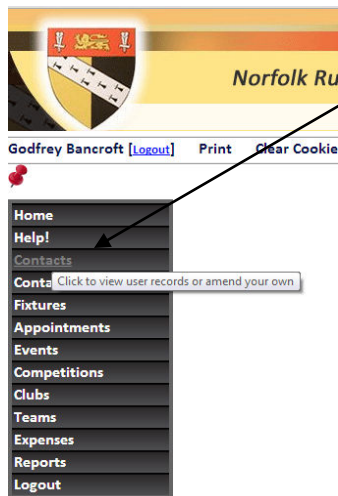 Norfolk Ru
Godfrey Bancroft [Logout] Print Clear Cookie
Home
Help!
Contacts
Conta
Click to view user records or amend your own
Fixtures
Appointments
Events
Competitions
Clubs
Teams
Expenses
Reports
Logout